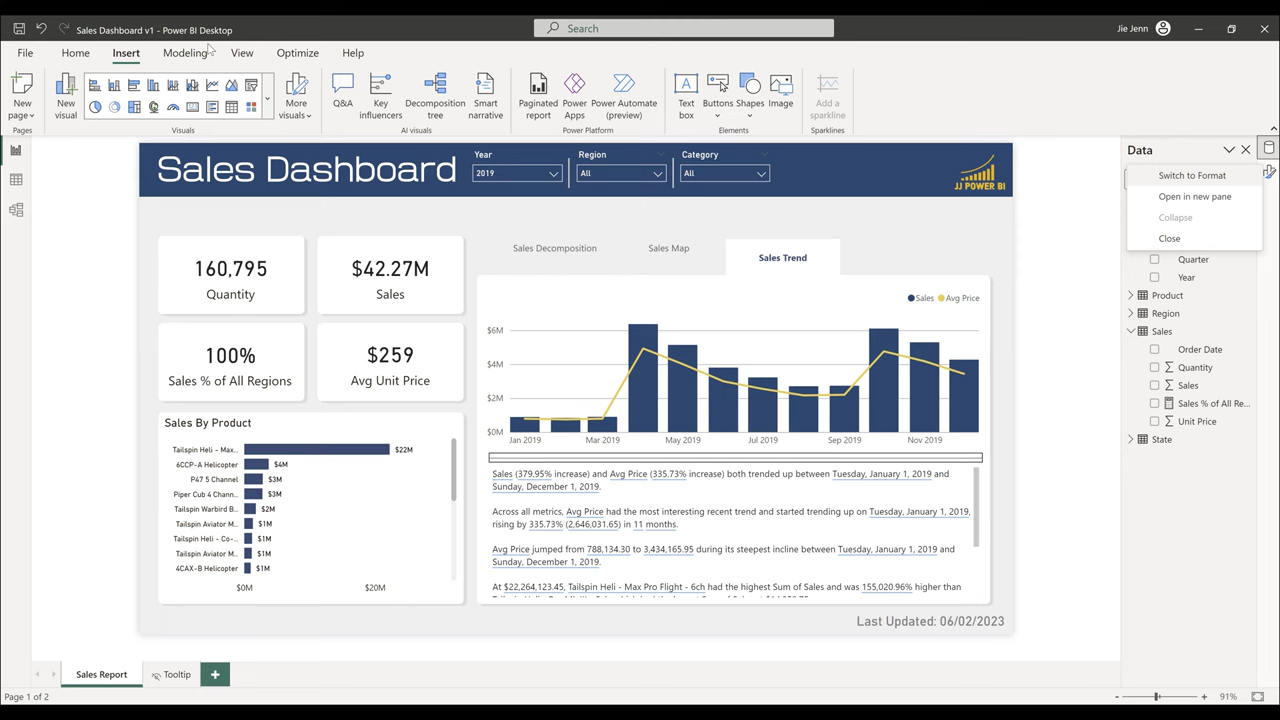 Sales Dashboard v1 - Power BI Desktop
Search
Jie Jenn
File
Home
Insert
Modeling
View
Optimize
Help
New page
New visual
More visuals
Q&A
Key influencers
Decomposition tree
Smart narrative
Paginated report
Power Apps
Power Automate (preview)
Text box
Buttons
Shapes
Image
Add a sparkline
Pages
Visuals
AI visuals
Power Platform
Elements
Sparklines
Sales Dashboard
Year
2019
Region
All
Category
All
JJ POWER BI
160,795
Quantity
$42.27M
Sales
100%
Sales % of All Regions
$259
Avg Unit Price
Sales By Product
Tailspin Heli - Max... $22M
6CCP-A Helicopter $4M
P47 5 Channel $3M
Piper Cub 4 Chann... $3M
Tailspin Warbird B... $2M
Tailspin Aviator M... $1M
Tailspin Heli - Co-... $1M
Tailspin Aviator M... $1M
4CAX-B Helicopter $1M
$0M $20M
Sales Decomposition
Sales Map
Sales Trend
Sales Avg Price
$6M
$4M
$2M
$0M
Jan 2019 Mar 2019 May 2019 Jul 2019 Sep 2019 Nov 2019
Sales (379.95% increase) and Avg Price (335.73% increase) both trended up between Tuesday, January 1, 2019 and
Sunday, December 1, 2019.
Across all metrics, Avg Price had the most interesting recent trend and started trending up on Tuesday, January 1, 2019,
rising by 335.73% (2,646,031.65) in 11 months.
Avg Price jumped from 788,134.30 to 3,434,165.95 during its steepest incline between Tuesday, January 1, 2019 and
Sunday, December 1, 2019.
At $22,264,123.45, Tailspin Heli - Max Pro Flight - 6ch had the highest Sum of Sales and was 155,020.96% higher than
Last Updated: 06/02/2023
Data
Switch to Format
Open in new pane
Collapse
Close
Quarter
Year
Product
Region
Sales
Order Date
Quantity
Sales
Sales % of All Re...
Unit Price
State
Sales Report
Tooltip
Page 1 of 2
91%